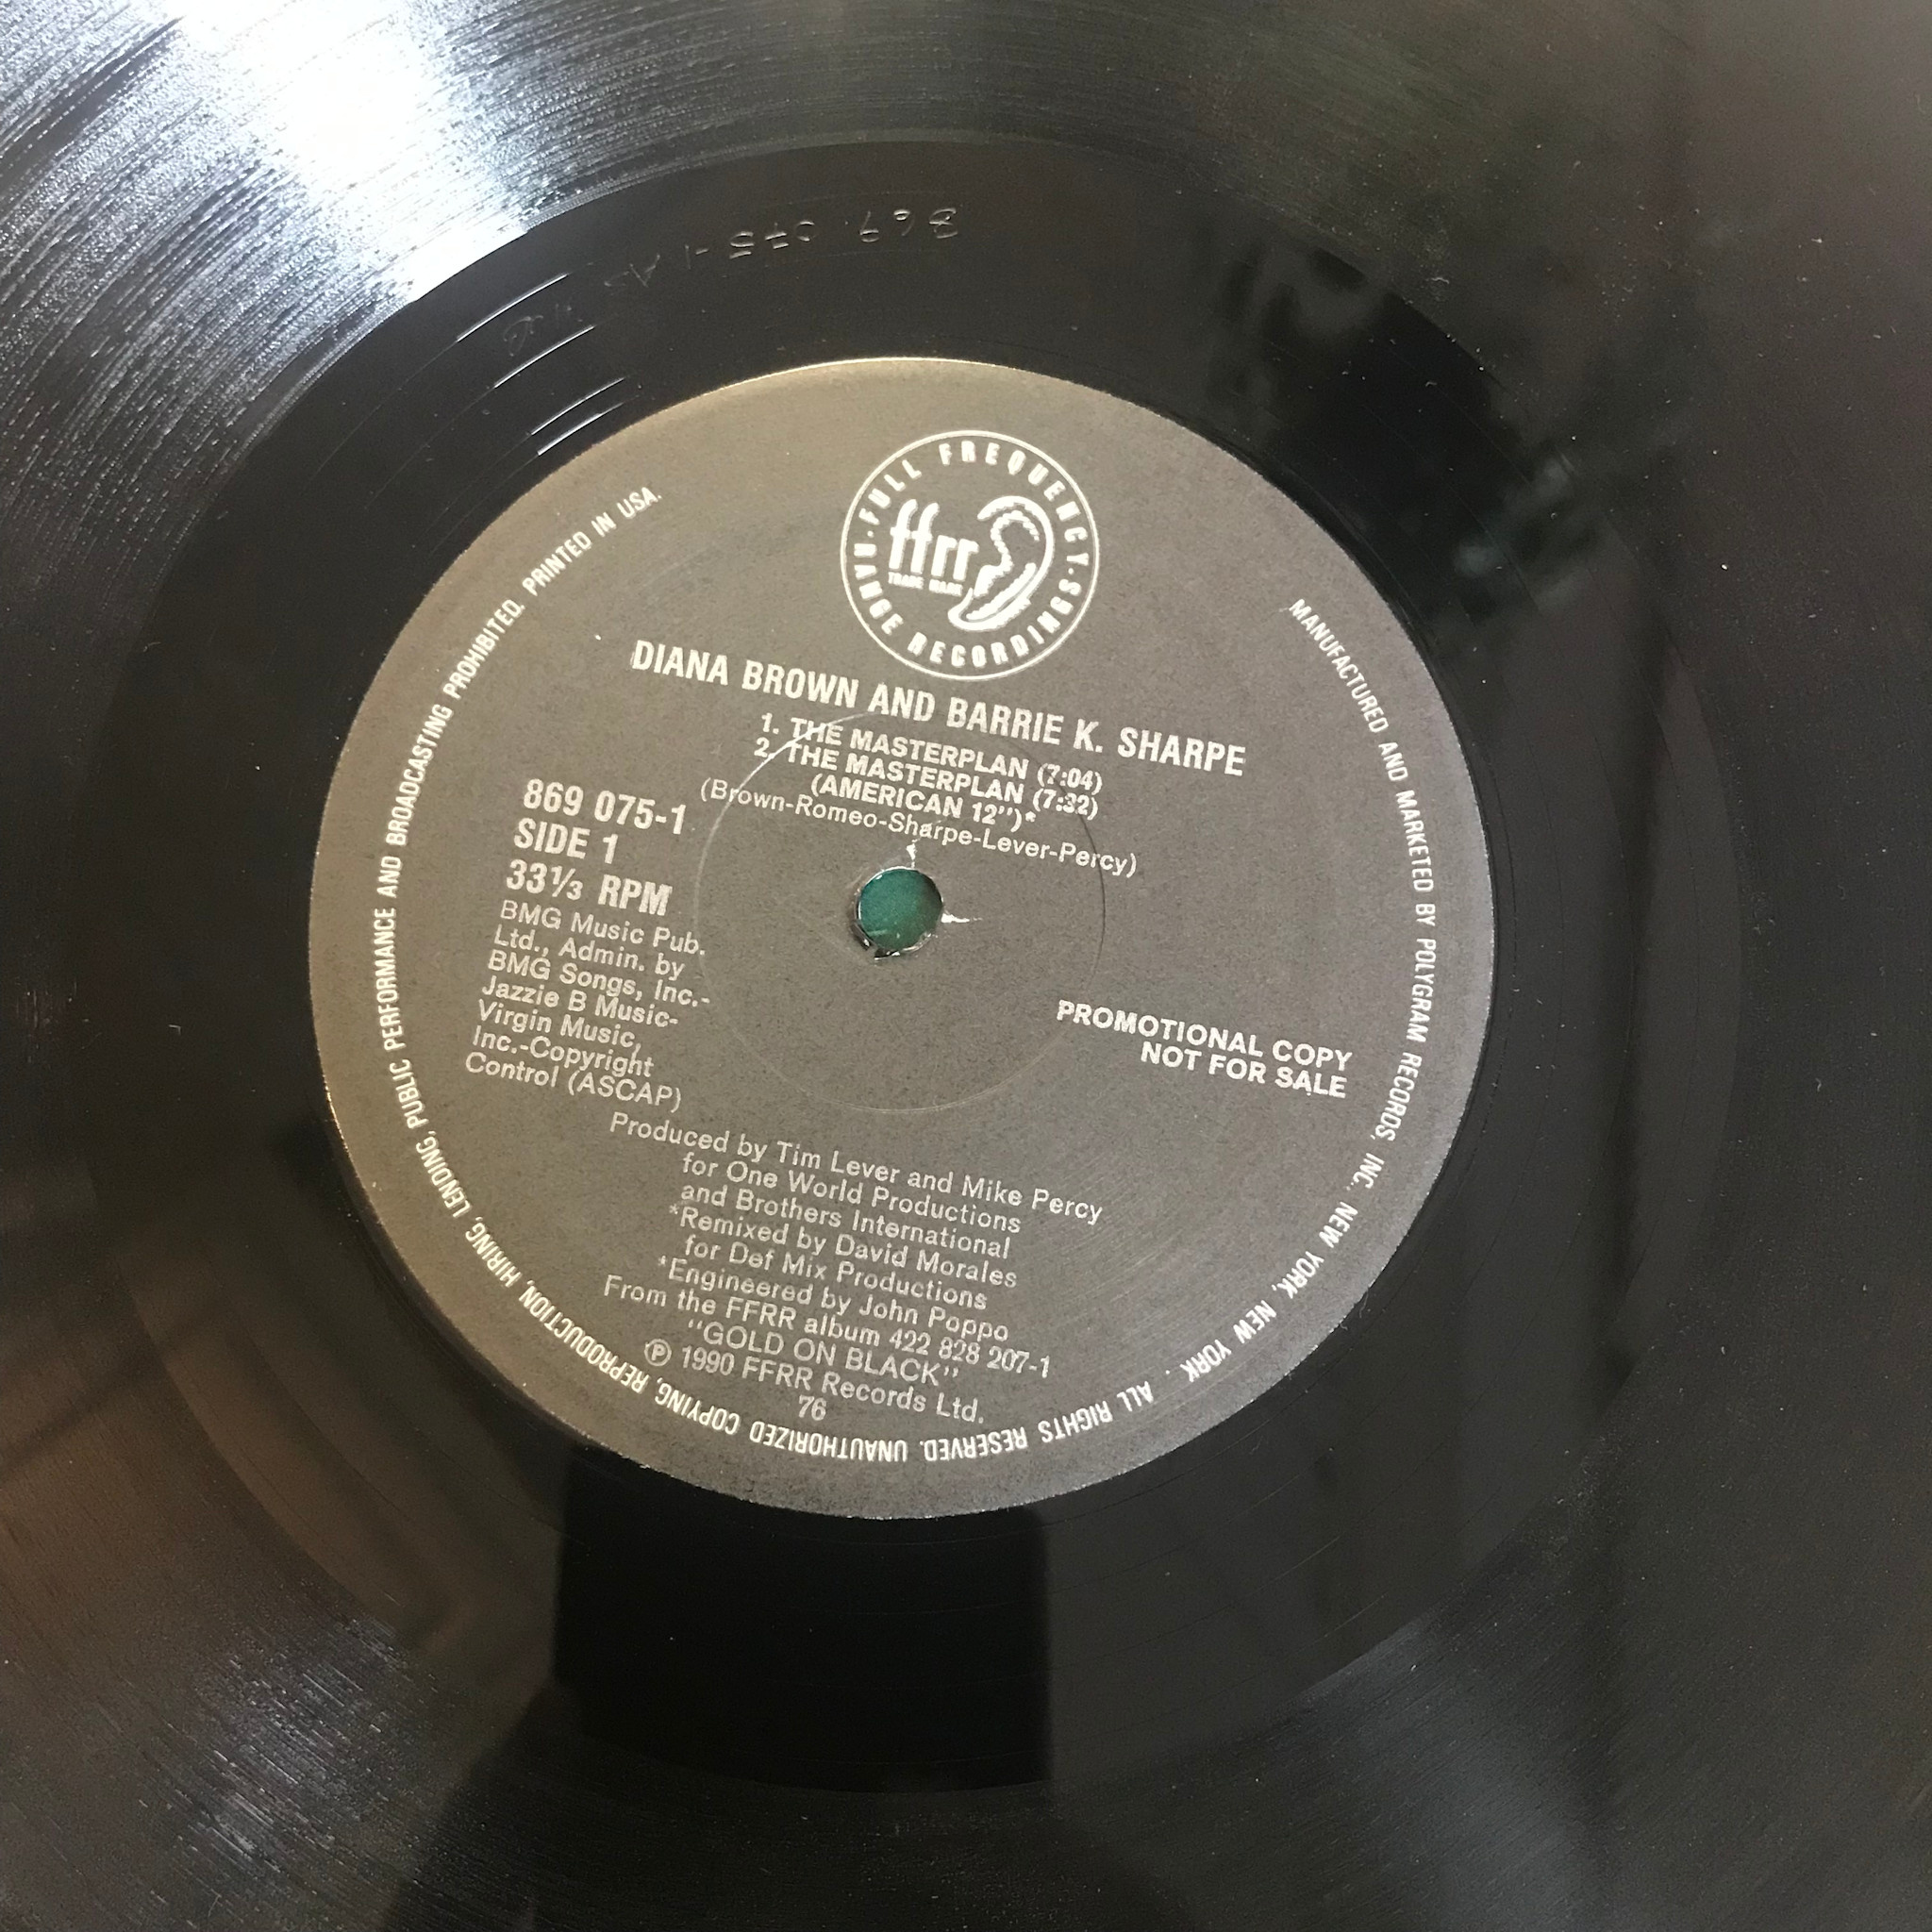 869 075-1
FULL FREQUENCY · RANGE RECORDINGS ·
ffrr
TRADE MARK
DIANA BROWN AND BARRIE K. SHARPE
1. THE MASTERPLAN (7:04)
2. THE MASTERPLAN (7:32)
(AMERICAN 12")*
(Brown-Romeo-Sharpe-Lever-Percy)
869 075-1
SIDE 1
33⅓ RPM
BMG Music Pub.
Ltd., Admin. by
BMG Songs, Inc.-
Jazzie B Music-
Virgin Music,
Inc.-Copyright
Control (ASCAP)
PROMOTIONAL COPY
NOT FOR SALE
Produced by Tim Lever and Mike Percy
for One World Productions
and Brothers International
*Remixed by David Morales
for Def Mix Productions
*Engineered by John Poppo
From the FFRR album 422 828 207-1
"GOLD ON BLACK"
℗ 1990 FFRR Records Ltd.
76
MANUFACTURED AND MARKETED BY POLYGRAM RECORDS, INC., NEW YORK, NEW YORK. ALL RIGHTS RESERVED. UNAUTHORIZED COPYING, REPRODUCTION, HIRING, LENDING, PUBLIC PERFORMANCE AND BROADCASTING PROHIBITED. PRINTED IN USA.